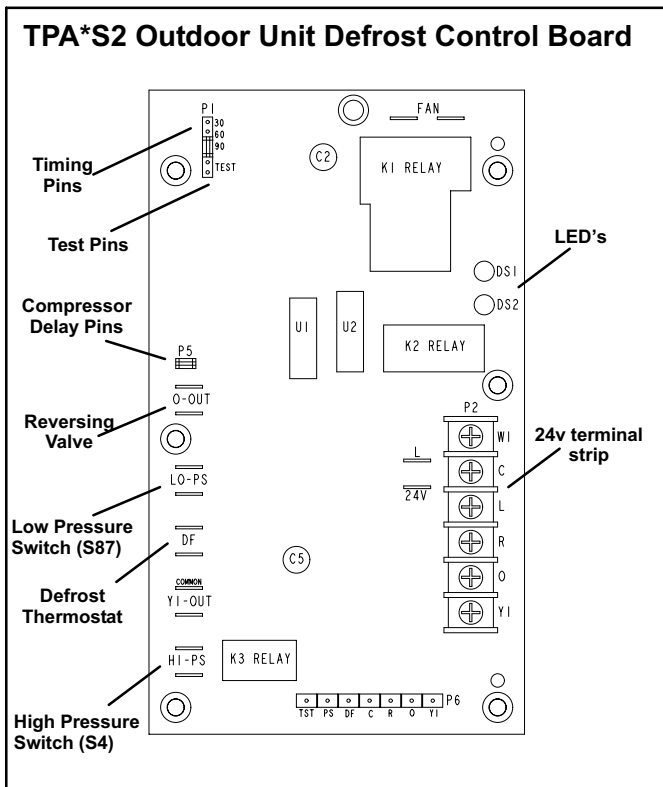 TPA*S2 Outdoor Unit Defrost Control Board
P1
30
60
90
TEST
Timing
Pins
Test Pins
FAN
C2
K1 RELAY
LED's
DS1
DS2
Compressor
Delay Pins
P5
U1
U2
K2 RELAY
O-OUT
Reversing
Valve
P2
W1
C
L
R
O
Y1
24v terminal
strip
L
24V
LO-PS
Low Pressure
Switch (S87)
DF
Defrost
Thermostat
C5
COMMON
Y1-OUT
HI-PS
K3 RELAY
High Pressure
Switch (S4)
P6
TST PS DF C R O Y1